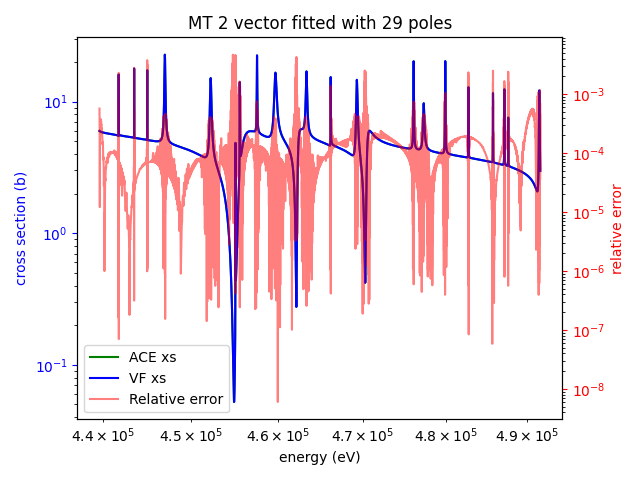 MT 2 vector fitted with 29 poles
10¹
10⁰
10⁻¹
cross section (b)
10⁻³
10⁻⁴
10⁻⁵
10⁻⁶
10⁻⁷
10⁻⁸
relative error
ACE xs
VF xs
Relative error
4.4 × 10⁵ 4.5 × 10⁵ 4.6 × 10⁵ 4.7 × 10⁵ 4.8 × 10⁵ 4.9 × 10⁵
energy (eV)